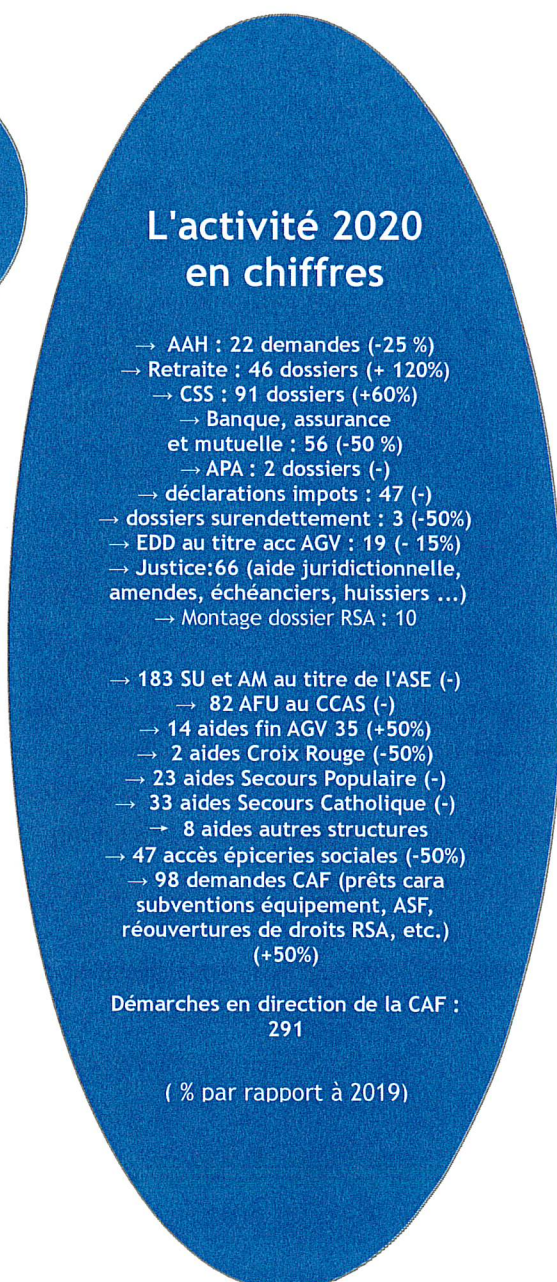 L'activité 2020
en chiffres
→ AAH : 22 demandes (-25 %)
→ Retraite : 46 dossiers (+ 120%)
→ CSS : 91 dossiers (+60%)
→ Banque, assurance
et mutuelle : 56 (-50 %)
→ APA : 2 dossiers (-)
→ déclarations impots : 47 (-)
→ dossiers surendettement : 3 (-50%)
→ EDD au titre acc AGV : 19 (- 15%)
→ Justice:66 (aide juridictionnelle,
amendes, échéanciers, huissiers ...)
→ Montage dossier RSA : 10
→ 183 SU et AM au titre de l'ASE (-)
→ 82 AFU au CCAS (-)
→ 14 aides fin AGV 35 (+50%)
→ 2 aides Croix Rouge (-50%)
→ 23 aides Secours Populaire (-)
→ 33 aides Secours Catholique (-)
→ 8 aides autres structures
→ 47 accès épiceries sociales (-50%)
→ 98 demandes CAF (prêts cara
subventions équipement, ASF,
réouvertures de droits RSA, etc.)
(+50%)
Démarches en direction de la CAF :
291
( % par rapport à 2019)